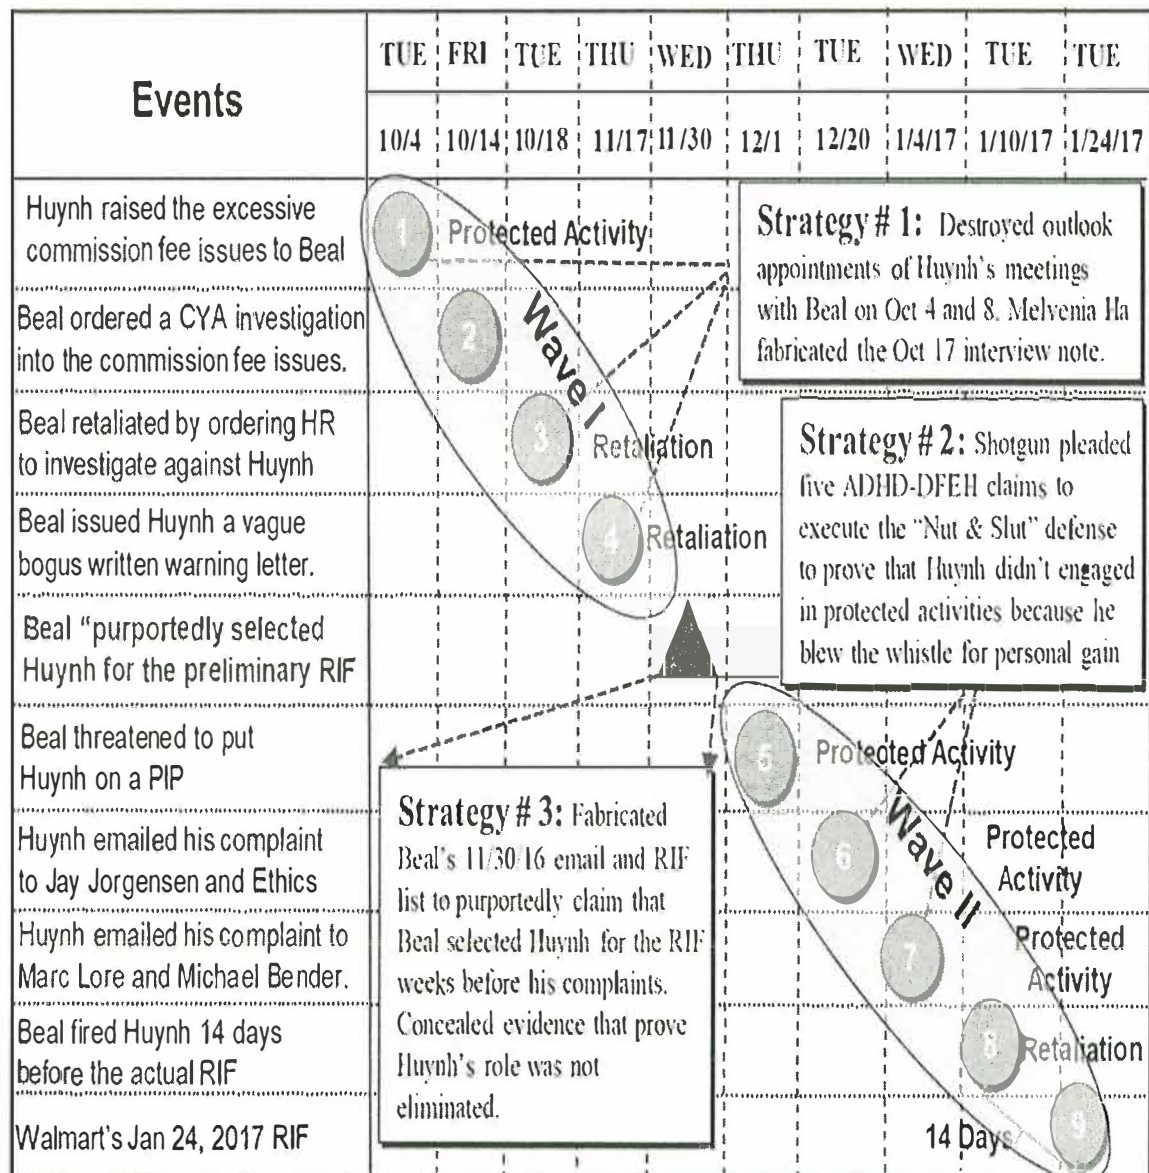 Events
TUE FRI TUE THU WED THU TUE WED TUE TUE
10/4 10/14 10/18 11/17 11/30 12/1 12/20 1/4/17 1/10/17 1/24/17
Huynh raised the excessive
commission fee issues to Beal
1
Protected Activity
Strategy # 1: Destroyed outlook
appointments of Huynh's meetings
with Beal on Oct 4 and 8. Melvenia Ha
fabricated the Oct 17 interview note.
Beal ordered a CYA investigation
into the commission fee issues.
2
Wave I
Beal retaliated by ordering HR
to investigate against Huynh
3
Retaliation
Strategy # 2: Shotgun pleaded
five ADHD-DFEH claims to
execute the "Nut & Slut" defense
to prove that Huynh didn't engaged
in protected activities because he
blew the whistle for personal gain
Beal issued Huynh a vague
bogus written warning letter.
4
Retaliation
Beal "purportedly selected
Huynh for the preliminary RIF
Beal threatened to put
Huynh on a PIP
5
Protected Activity
Strategy # 3: Fabricated
Beal's 11/30/16 email and RIF
list to purportedly claim that
Beal selected Huynh for the RIF
weeks before his complaints.
Concealed evidence that prove
Huynh's role was not
eliminated.
Wave II
Huynh emailed his complaint
to Jay Jorgensen and Ethics
6
Protected
Activity
Huynh emailed his complaint to
Marc Lore and Michael Bender.
7
Protected
Activity
Beal fired Huynh 14 days
before the actual RIF
8
Retaliation
Walmart's Jan 24, 2017 RIF
14 Days
9